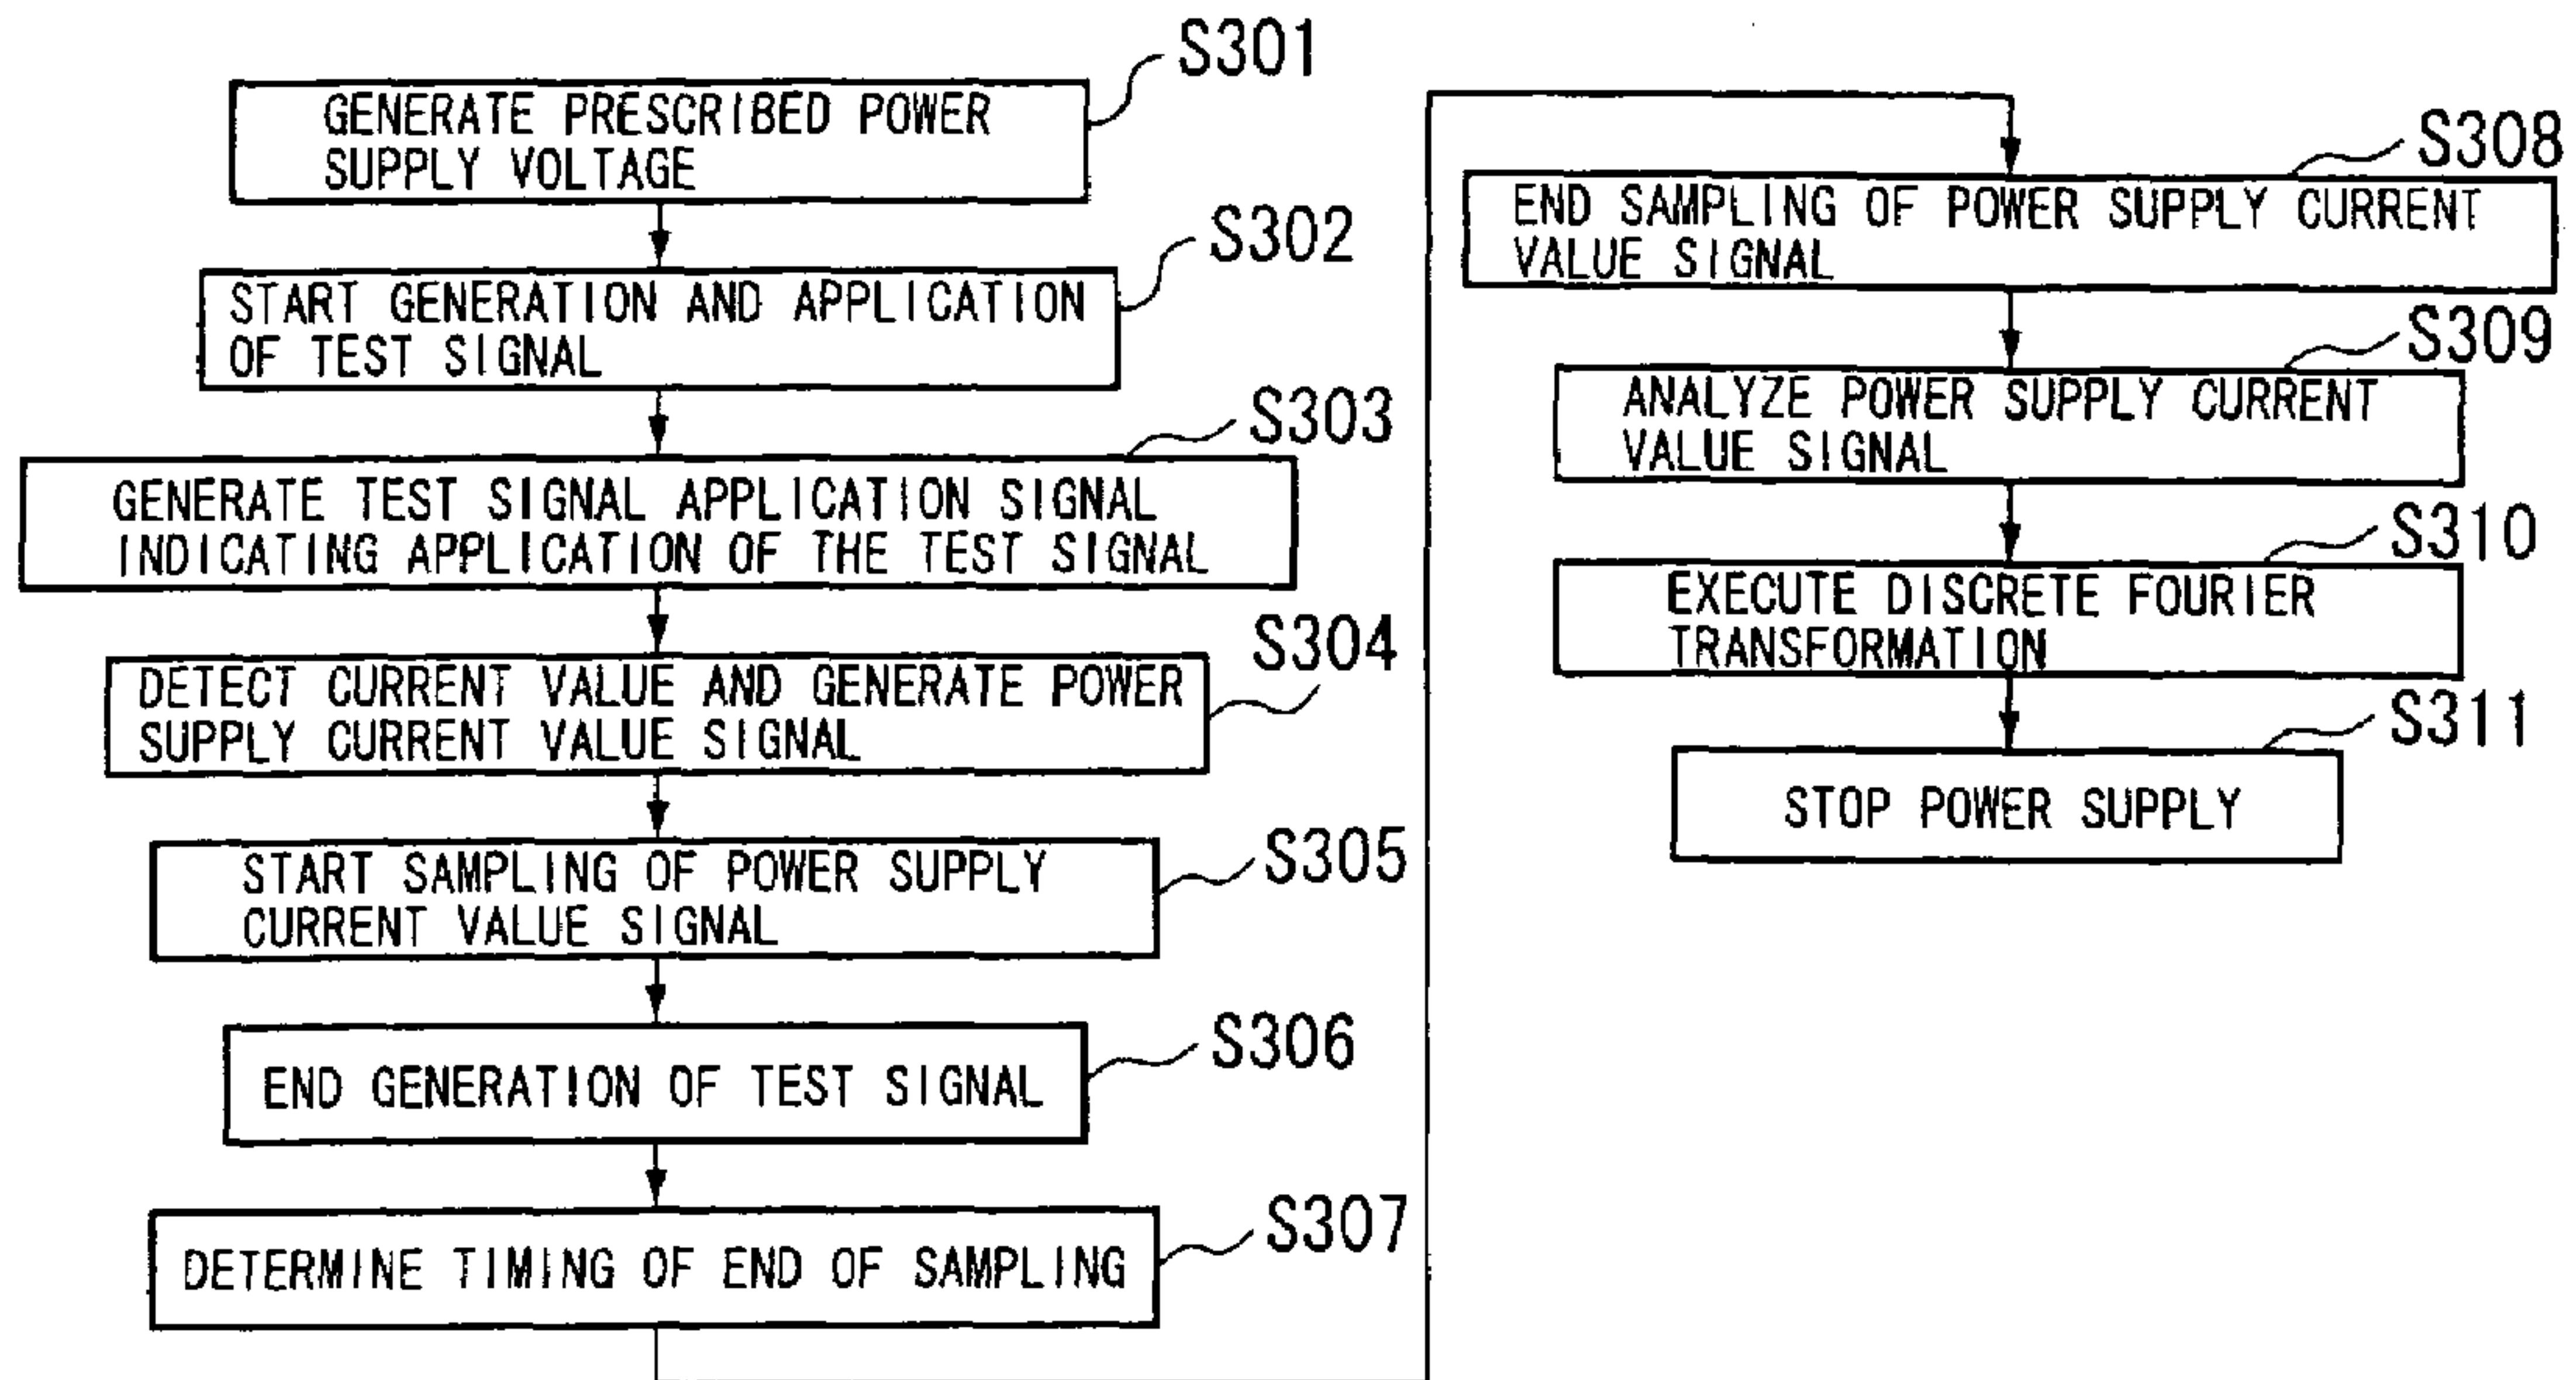 S301
GENERATE PRESCRIBED POWER
SUPPLY VOLTAGE
S302
START GENERATION AND APPLICATION
OF TEST SIGNAL
S303
GENERATE TEST SIGNAL APPLICATION SIGNAL
INDICATING APPLICATION OF THE TEST SIGNAL
S304
DETECT CURRENT VALUE AND GENERATE POWER
SUPPLY CURRENT VALUE SIGNAL
S305
START SAMPLING OF POWER SUPPLY
CURRENT VALUE SIGNAL
S306
END GENERATION OF TEST SIGNAL
S307
DETERMINE TIMING OF END OF SAMPLING
S308
END SAMPLING OF POWER SUPPLY CURRENT
VALUE SIGNAL
S309
ANALYZE POWER SUPPLY CURRENT
VALUE SIGNAL
S310
EXECUTE DISCRETE FOURIER
TRANSFORMATION
S311
STOP POWER SUPPLY